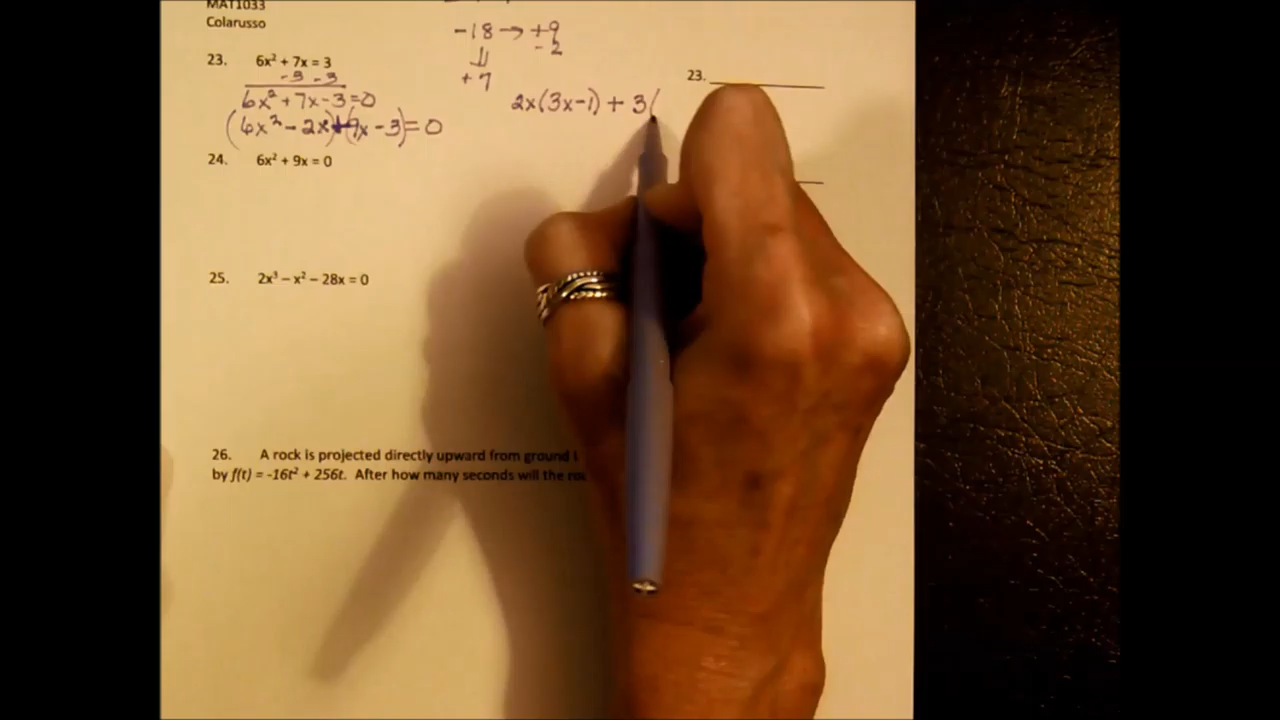 MAT1033
Colarusso
-18 → +9
-2
⇓
+7
23. 6x² + 7x = 3
-3 -3
6x² + 7x - 3 = 0
(6x² - 2x)+(9x - 3) = 0
23.
2x(3x-1) + 3(
24. 6x² + 9x = 0
25. 2x³ – x² – 28x = 0
26. A rock is projected directly upward from ground
by f(t) = -16t² + 256t. After how many seconds will the